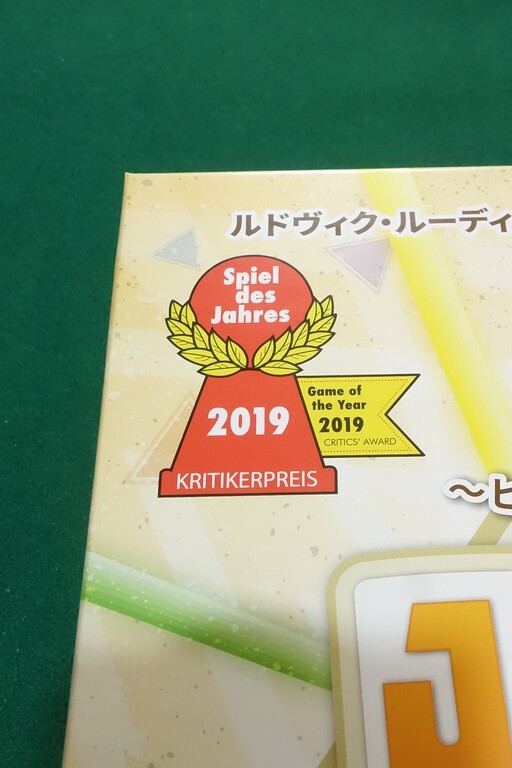 ルドヴィク・ルーディ
Spiel
des
Jahres
2019
KRITIKERPREIS
Game of
the Year
2019
CRITICS' AWARD
～ヒ
J